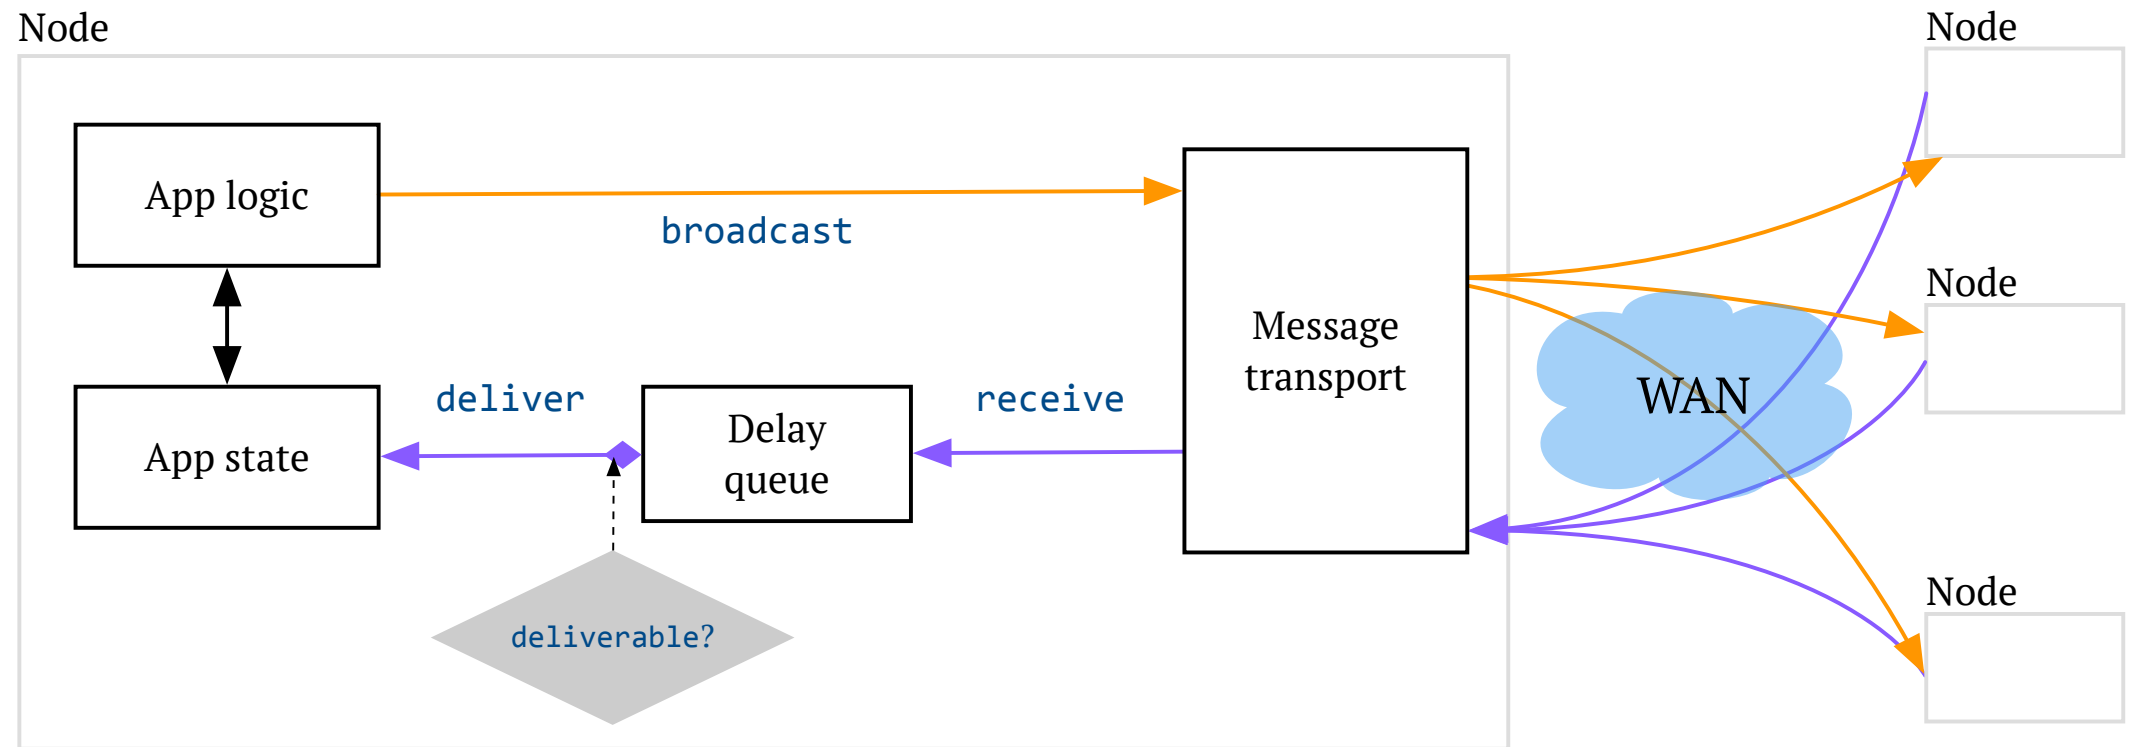 Node
Node
App logic
broadcast
Node
Message
transport
WAN
deliver
receive
Delay
queue
App state
Node
deliverable?